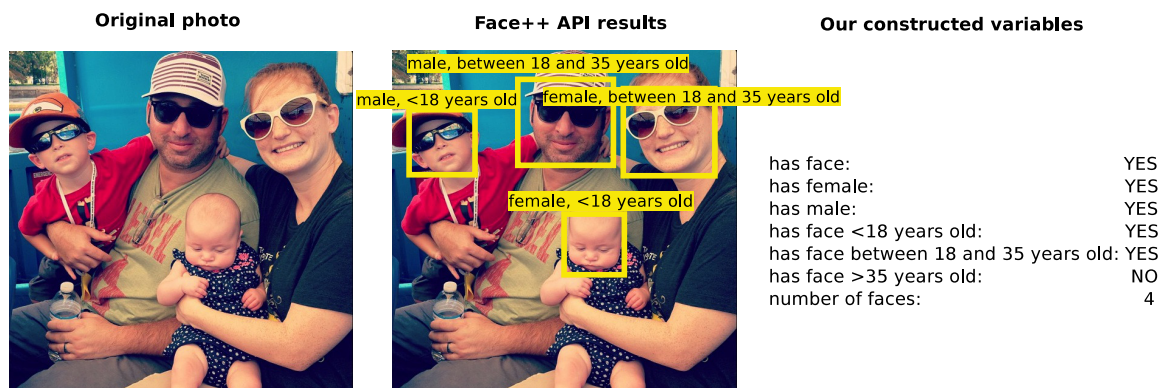 Original photo
Face++ API results
Our constructed variables
male, between 18 and 35 years old
male, <18 years old
female, between 18 and 35 years old
female, <18 years old
has face: YES
has female: YES
has male: YES
has face <18 years old: YES
has face between 18 and 35 years old: YES
has face >35 years old: NO
number of faces: 4